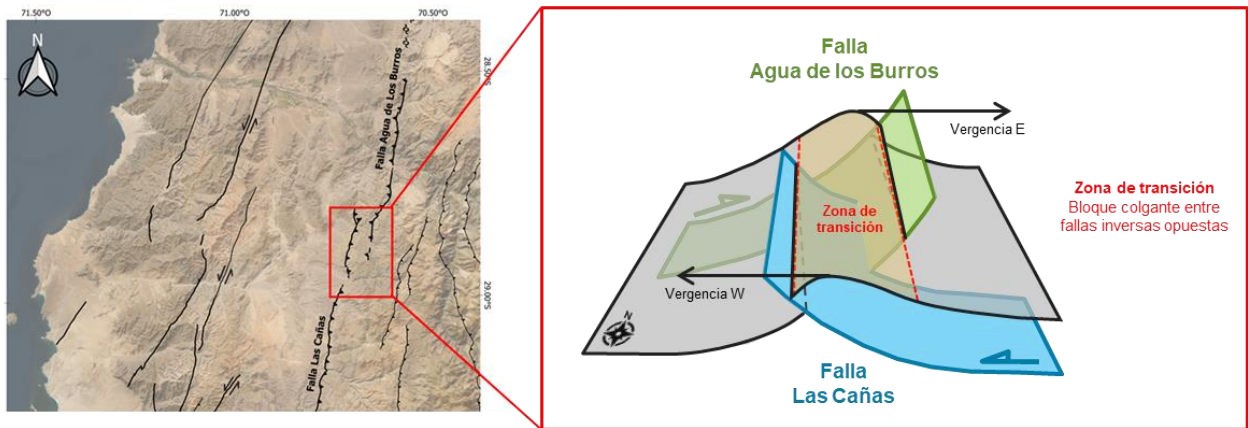 71.50°O
71.00°O
70.50°O
N
28.50°S
29.00°S
Falla Agua de Los Burros
Falla Las Cañas
Falla
Agua de los Burros
Vergencia E
Zona de
transición
Zona de transición
Bloque colgante entre
fallas inversas opuestas
Vergencia W
N
Falla
Las Cañas